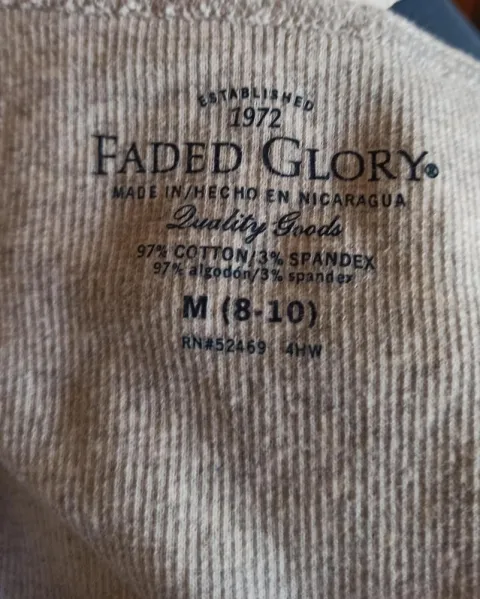 ESTABLISHED
1972
FADED GLORY®
MADE IN/HECHO EN NICARAGUA
Quality Goods
97% COTTON/3% SPANDEX
97% algodón/3% spandex
M (8-10)
RN#52469 4HW